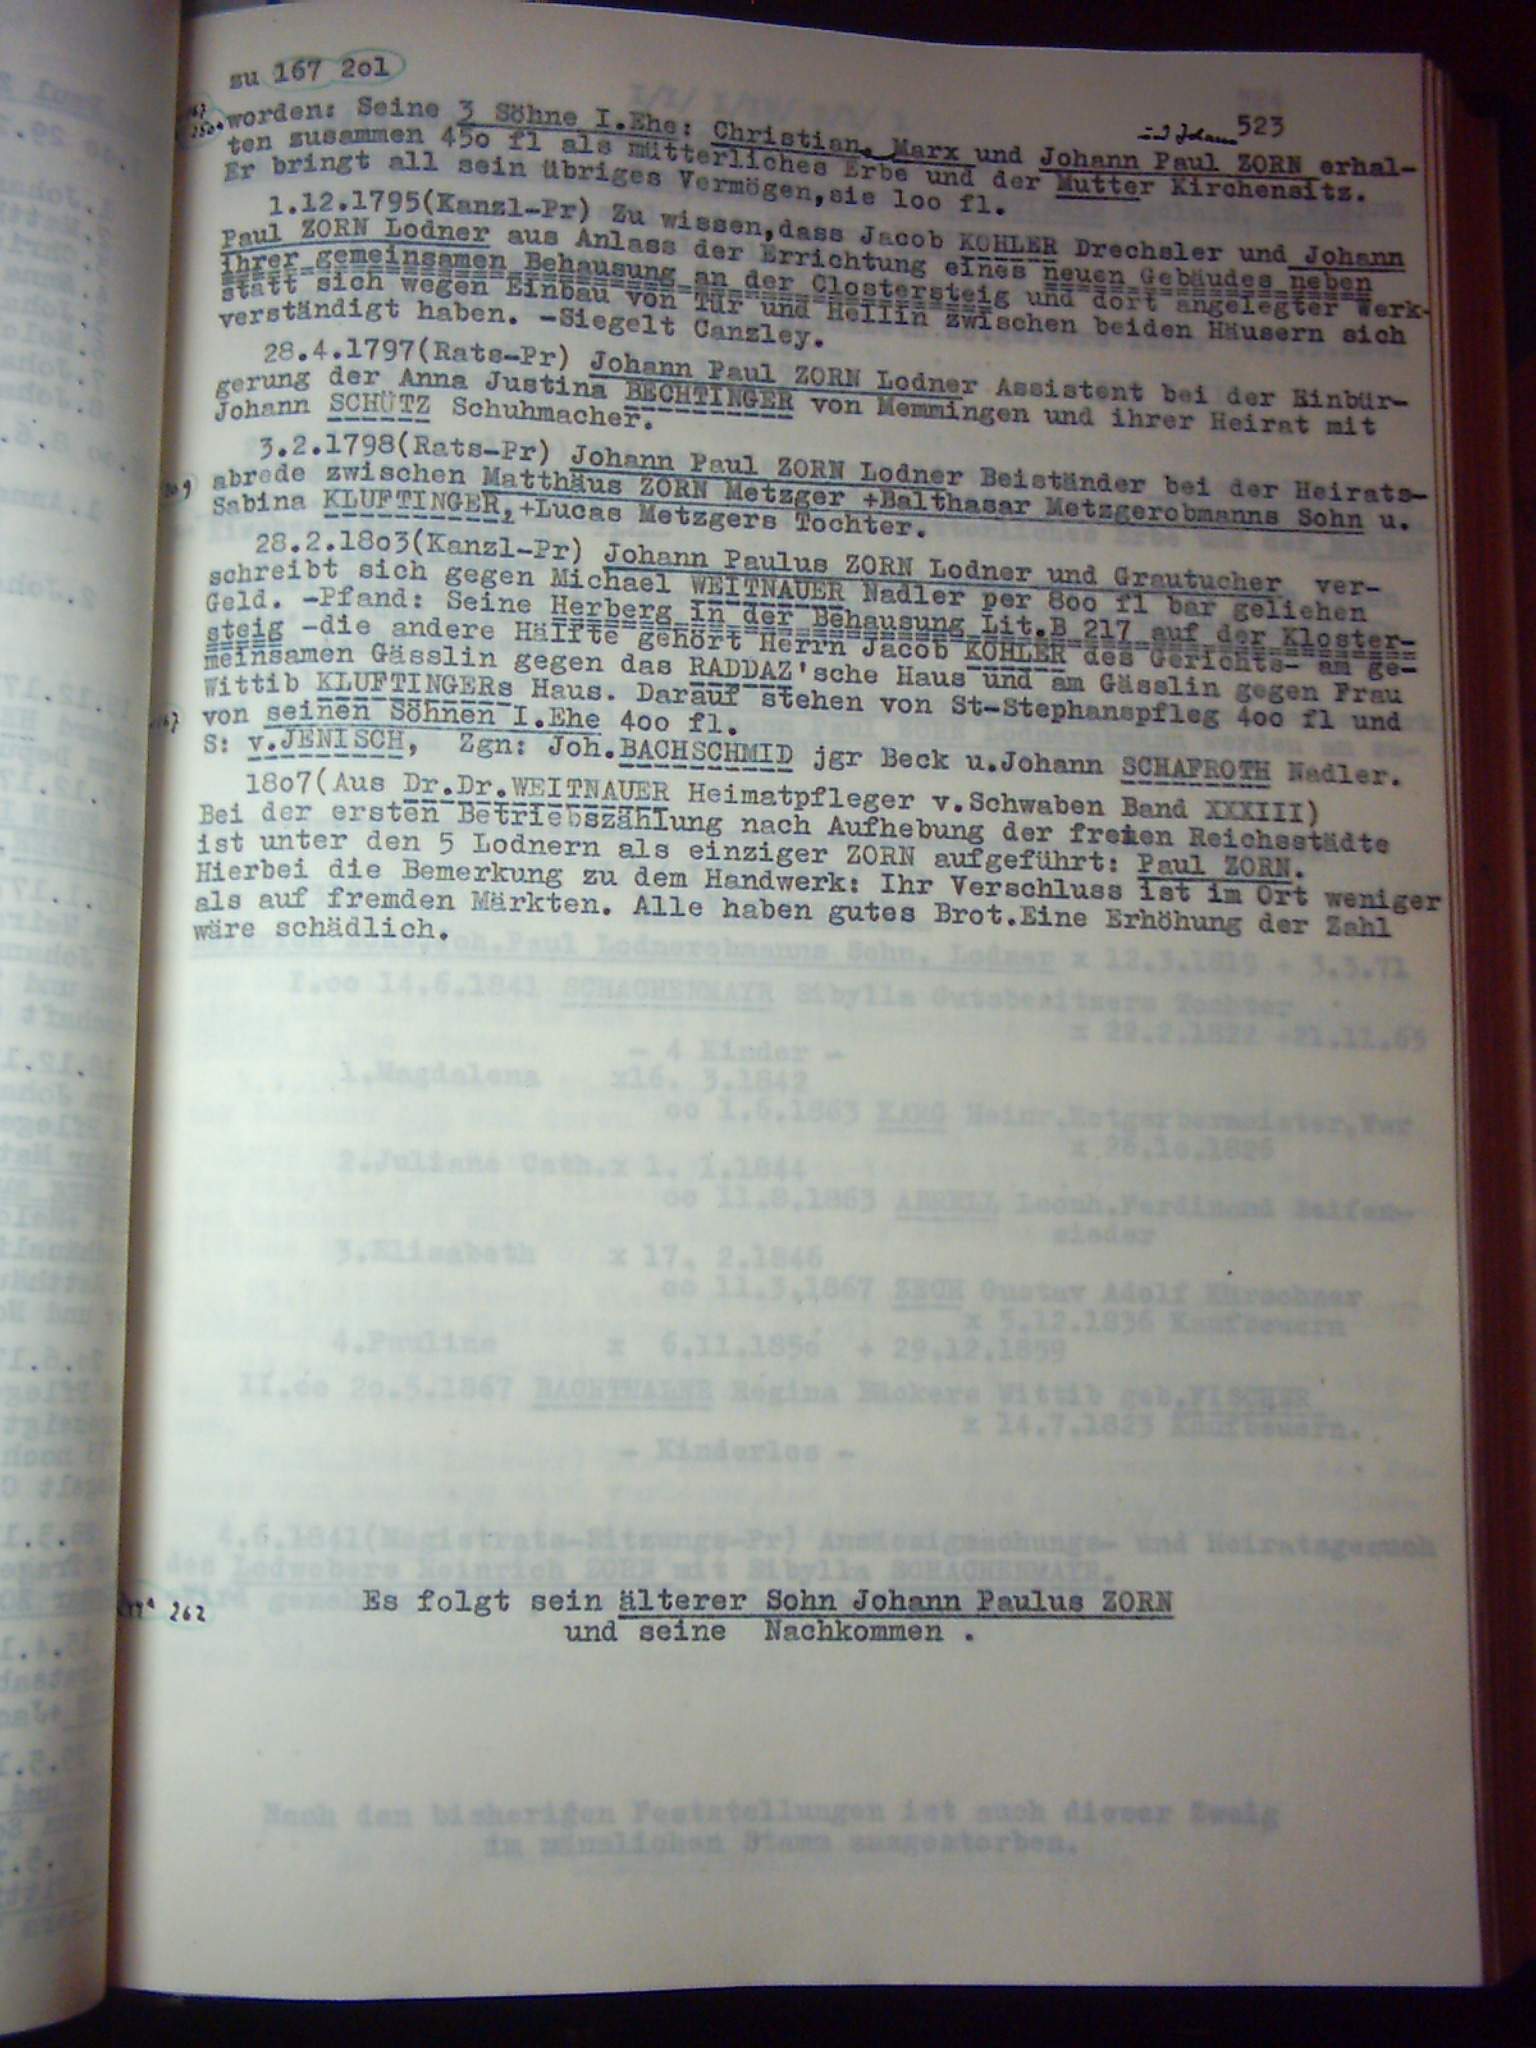 zu 167 2o1
523
worden: Seine 3 Söhne I.Ehe: Christian, Marx und Johann Paul ZORN erhal-
ten zusammen 45o fl als mütterliches Erbe und der Mutter Kirchensitz.
Er bringt all sein übriges Vermögen,sie 1oo fl.
1.12.1795(Kanzl-Pr) Zu wissen,dass Jacob KOHLER Drechsler und Johann
Paul ZORN Lodner aus Anlass der Errichtung eines neuen Gebäudes neben
ihrer gemeinsamen Behausung an der Clostersteig und dort angelegter Werk-
statt sich wegen Einbau von Tür und Hellin zwischen beiden Häusern sich
verständigt haben. -Siegelt Canzley.
28.4.1797(Rats-Pr) Johann Paul ZORN Lodner Assistent bei der Einbür-
gerung der Anna Justina BECHTINGER von Memmingen und ihrer Heirat mit
Johann SCHÜTZ Schuhmacher.
3.2.1798(Rats-Pr) Johann Paul ZORN Lodner Beiständer bei der Heirats-
abrede zwischen Matthäus ZORN Metzger +Balthasar Metzgerobmanns Sohn u.
Sabina KLUFTINGER,+Lucas Metzgers Tochter.
28.2.18o3(Kanzl-Pr) Johann Paulus ZORN Lodner und Grautucher ver-
schreibt sich gegen Michael WEITNAUER Nadler per 8oo fl bar geliehen
Geld. -Pfand: Seine Herberg in der Behausung Lit.B 217 auf der Kloster-
steig -die andere Hälfte gehört Herrn Jacob KOHLER des Gerichts- am ge-
meinsamen Gässlin gegen das RADDAZ'sche Haus und am Gässlin gegen Frau
Wittib KLUFTINGERs Haus. Darauf stehen von St-Stephanspfleg 4oo fl und
von seinen Söhnen I.Ehe 4oo fl.
S: v.JENISCH, Zgn: Joh.BACHSCHMID jgr Beck u.Johann SCHAFROTH Nadler.
18o7(Aus Dr.Dr.WEITNAUER Heimatpfleger v.Schwaben Band XXXIII)
Bei der ersten Betriebszählung nach Aufhebung der freien Reichsstädte
ist unter den 5 Lodnern als einziger ZORN aufgeführt: Paul ZORN.
Hierbei die Bemerkung zu dem Handwerk: Ihr Verschluss ist im Ort weniger
als auf fremden Märkten. Alle haben gutes Brot.Eine Erhöhung der Zahl
wäre schädlich.
262
Es folgt sein älterer Sohn Johann Paulus ZORN
und seine Nachkommen .